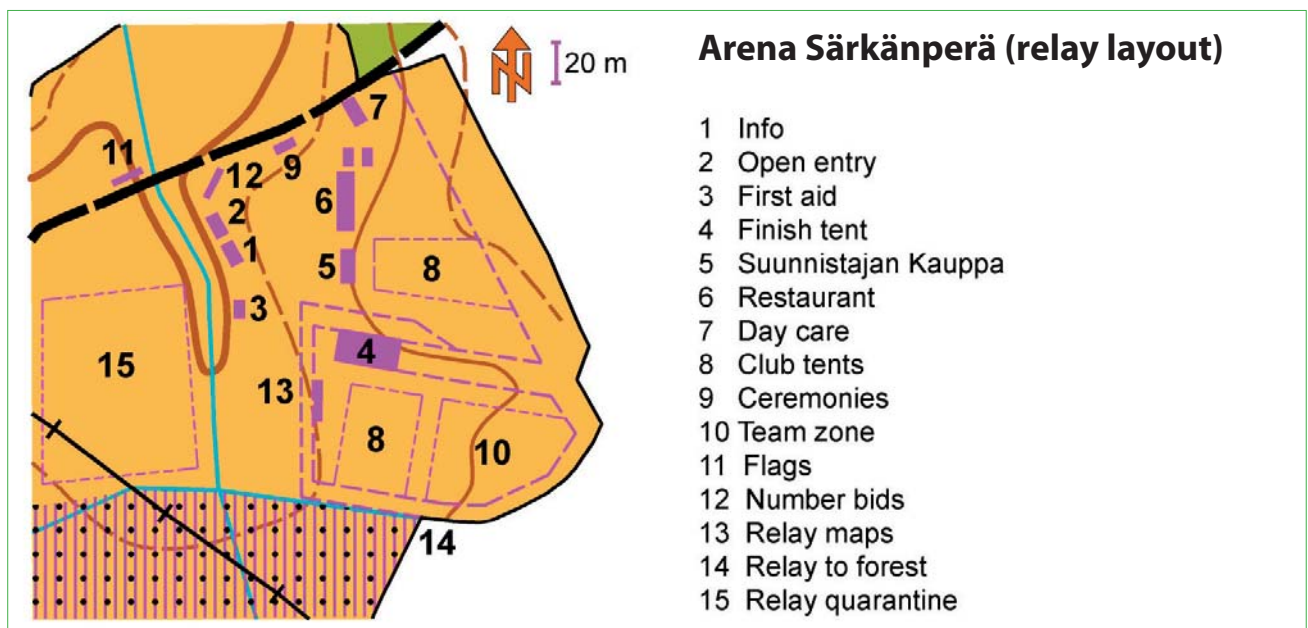 Arena Särkänperä (relay layout)
N
20 m
7
11
9
12
6
2
1
5
8
3
4
15
13
8
10
14
1 Info
2 Open entry
3 First aid
4 Finish tent
5 Suunnistajan Kauppa
6 Restaurant
7 Day care
8 Club tents
9 Ceremonies
10 Team zone
11 Flags
12 Number bids
13 Relay maps
14 Relay to forest
15 Relay quarantine